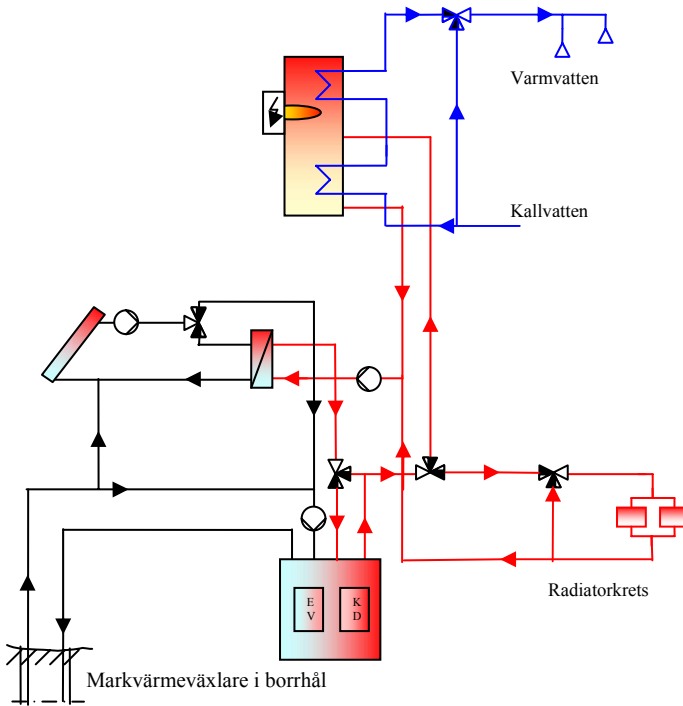 Varmvatten
Kallvatten
E K
V D
Radiatorkrets
Markvärmeväxlare i borrhål